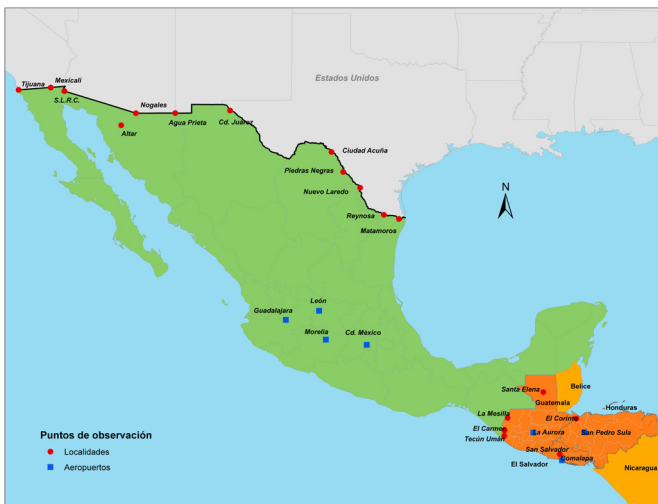 Estados Unidos
Tijuana
Mexicali
S.L.R.C.
Nogales
Agua Prieta
Cd. Juárez
Altar
Ciudad Acuña
Piedras Negras
Nuevo Laredo
Reynosa
Matamoros
N
León
Guadalajara
Morelia
Cd. México
Santa Elena
Belice
Guatemala
Honduras
La Mesilla
El Corinto
El Carmen
La Aurora
San Pedro Sula
Tecún Umán
San Salvador
Comalapa
El Salvador
Nicaragua
Puntos de observación
Localidades
Aeropuertos